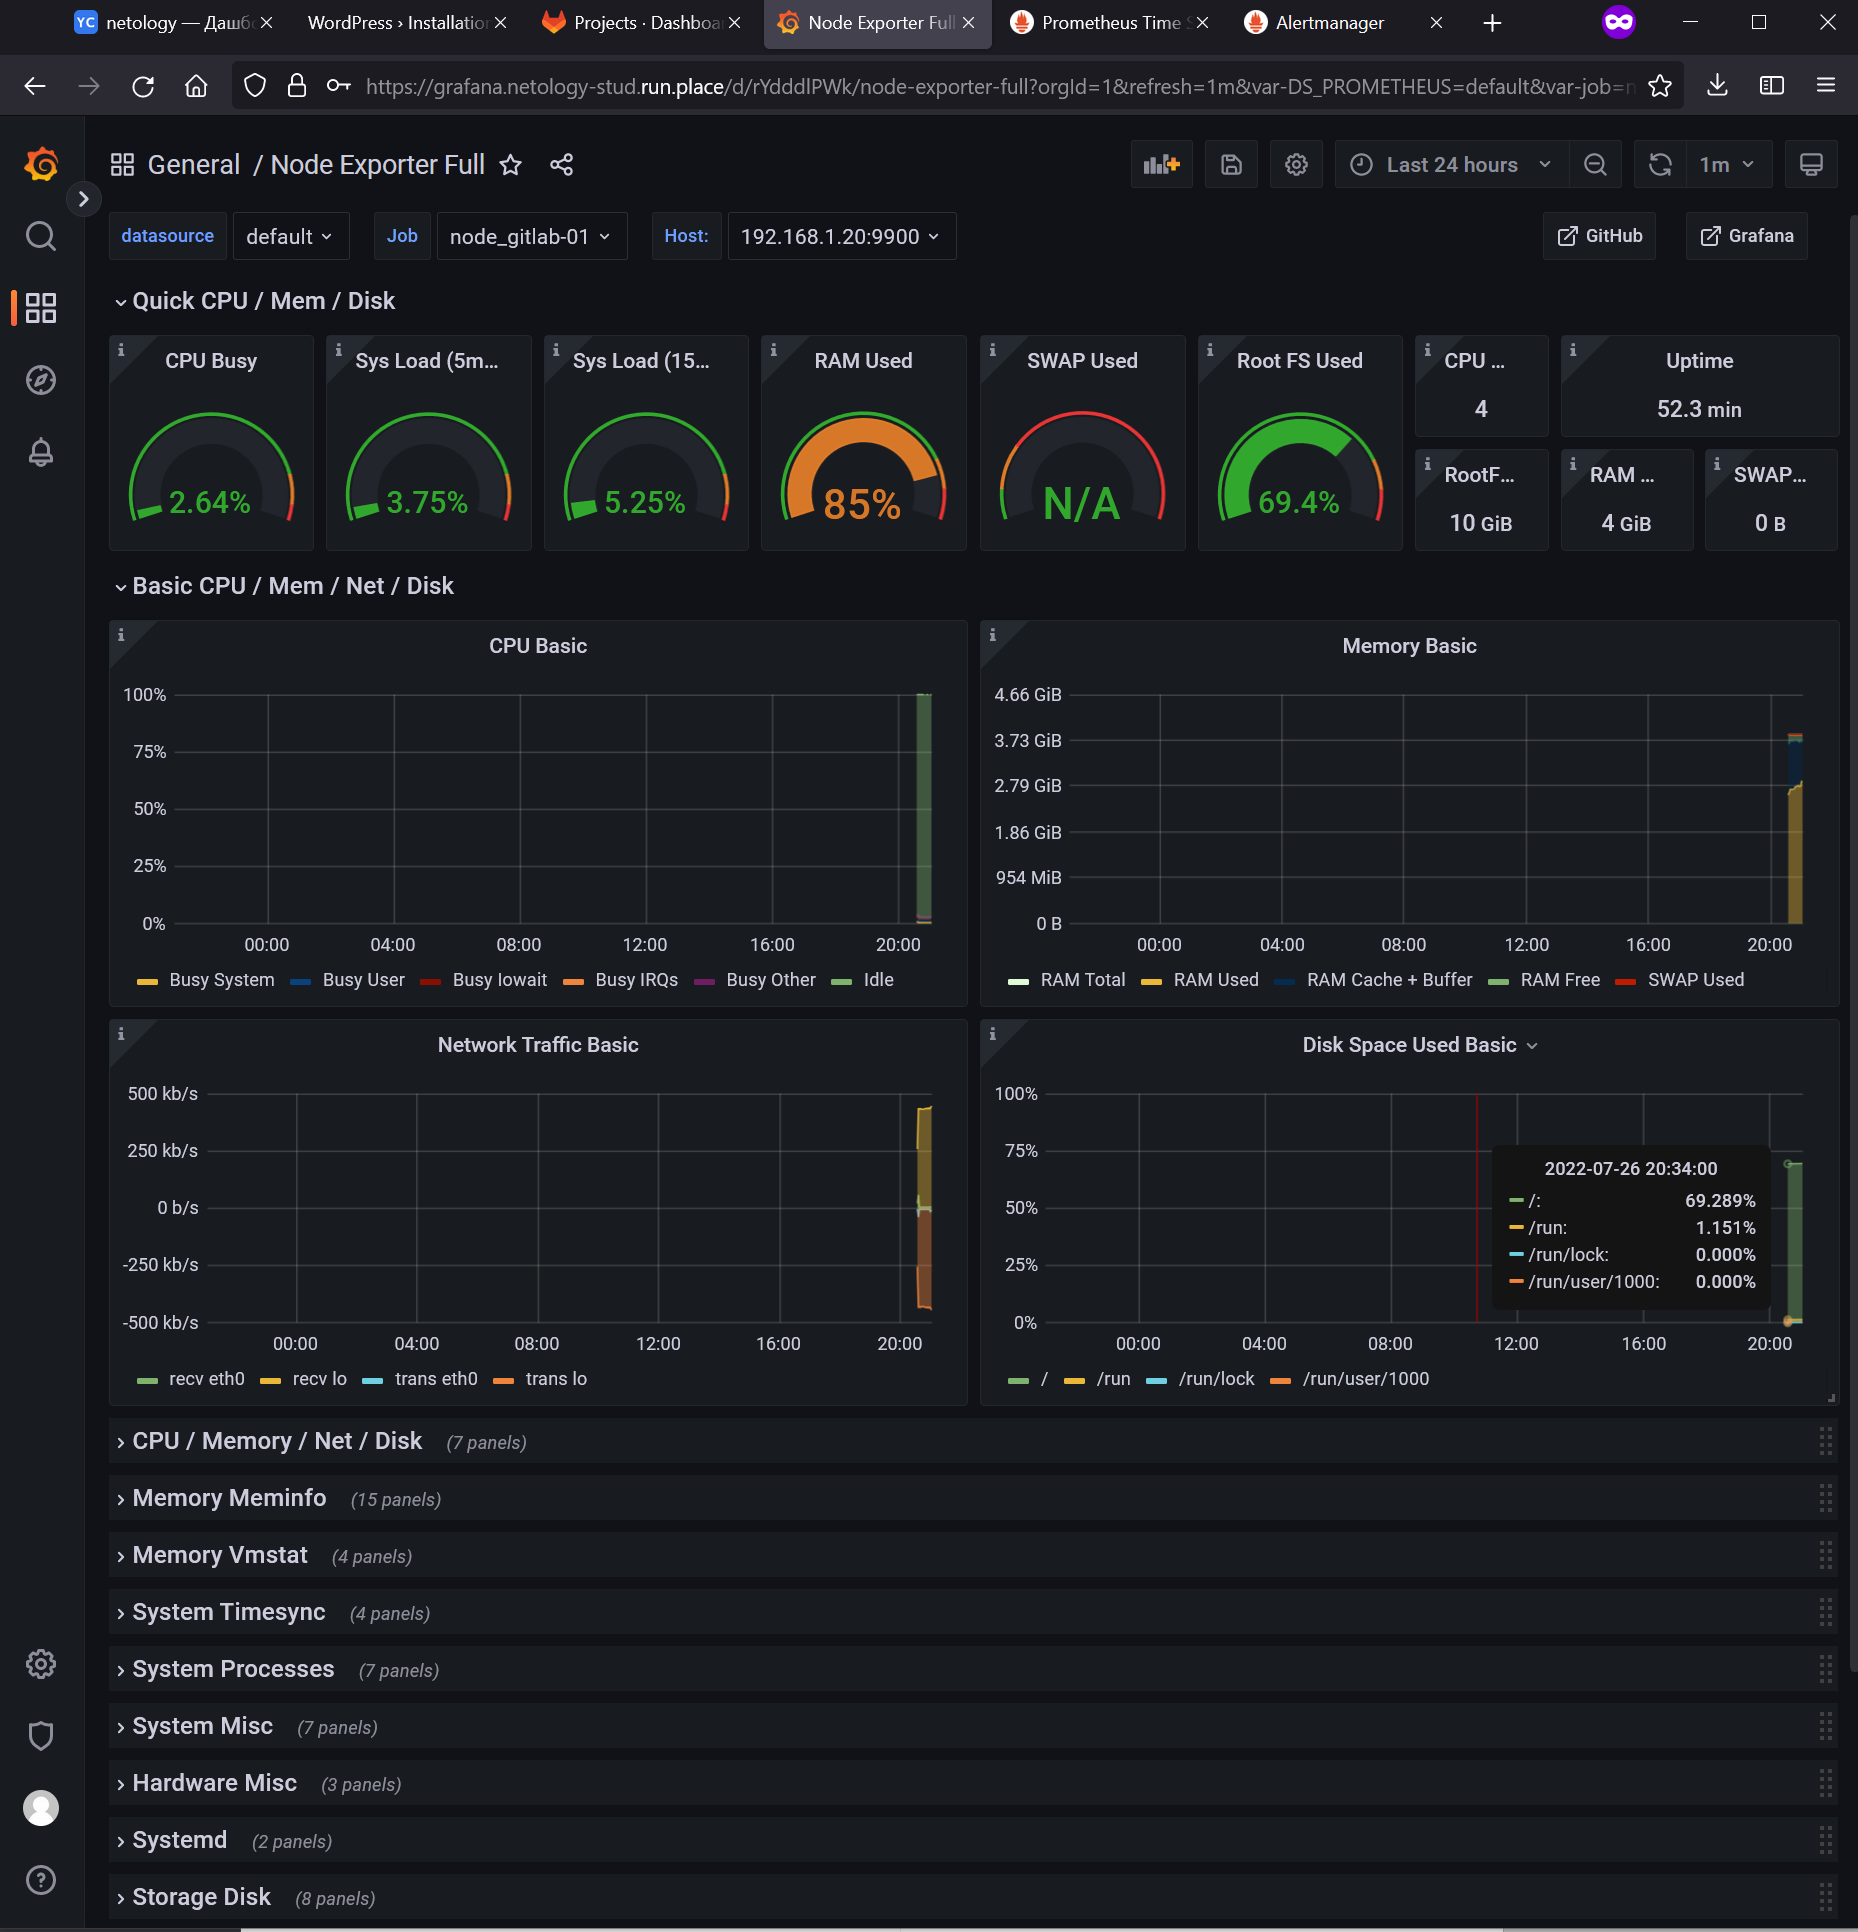 YC netology — Дашбо
WordPress › Installation
Projects · Dashboar
Node Exporter Full
Prometheus Time S
Alertmanager
https://grafana.netology-stud.run.place/d/rYdddlPWk/node-exporter-full?orgId=1&refresh=1m&var-DS_PROMETHEUS=default&var-job=n
General / Node Exporter Full
Last 24 hours
1m
datasource default
Job node_gitlab-01
Host: 192.168.1.20:9900
GitHub
Grafana
Quick CPU / Mem / Disk
CPU Busy
2.64%
Sys Load (5m...
3.75%
Sys Load (15...
5.25%
RAM Used
85%
SWAP Used
N/A
Root FS Used
69.4%
CPU ...
4
Uptime
52.3 min
RootF...
10 GiB
RAM ...
4 GiB
SWAP...
0 B
Basic CPU / Mem / Net / Disk
CPU Basic
100%
75%
50%
25%
0%
00:00 04:00 08:00 12:00 16:00 20:00
Busy System Busy User Busy Iowait Busy IRQs Busy Other Idle
Memory Basic
4.66 GiB
3.73 GiB
2.79 GiB
1.86 GiB
954 MiB
0 B
00:00 04:00 08:00 12:00 16:00 20:00
RAM Total RAM Used RAM Cache + Buffer RAM Free SWAP Used
Network Traffic Basic
500 kb/s
250 kb/s
0 b/s
-250 kb/s
-500 kb/s
00:00 04:00 08:00 12:00 16:00 20:00
recv eth0 recv lo trans eth0 trans lo
Disk Space Used Basic
100%
75%
50%
25%
0%
2022-07-26 20:34:00
/: 69.289%
/run: 1.151%
/run/lock: 0.000%
/run/user/1000: 0.000%
00:00 04:00 08:00 12:00 16:00 20:00
/ /run /run/lock /run/user/1000
CPU / Memory / Net / Disk (7 panels)
Memory Meminfo (15 panels)
Memory Vmstat (4 panels)
System Timesync (4 panels)
System Processes (7 panels)
System Misc (7 panels)
Hardware Misc (3 panels)
Systemd (2 panels)
Storage Disk (8 panels)